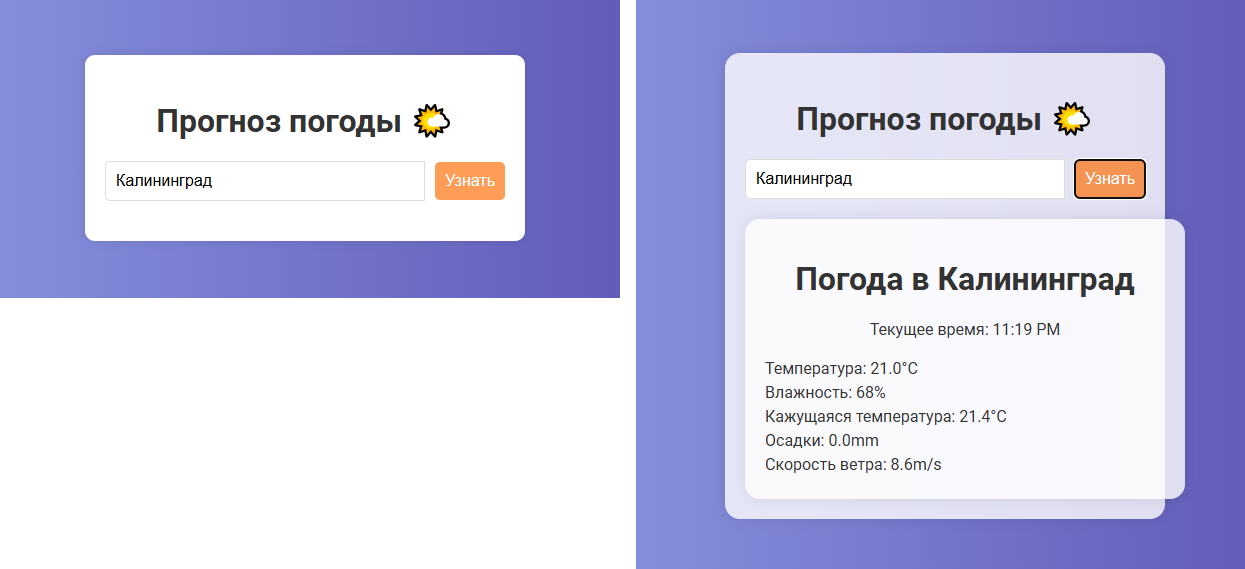 Прогноз погоды
Калининград
Узнать
Прогноз погоды
Калининград
Узнать
Погода в Калининград
Текущее время: 11:19 PM
Температура: 21.0°C
Влажность: 68%
Кажущаяся температура: 21.4°C
Осадки: 0.0mm
Скорость ветра: 8.6m/s